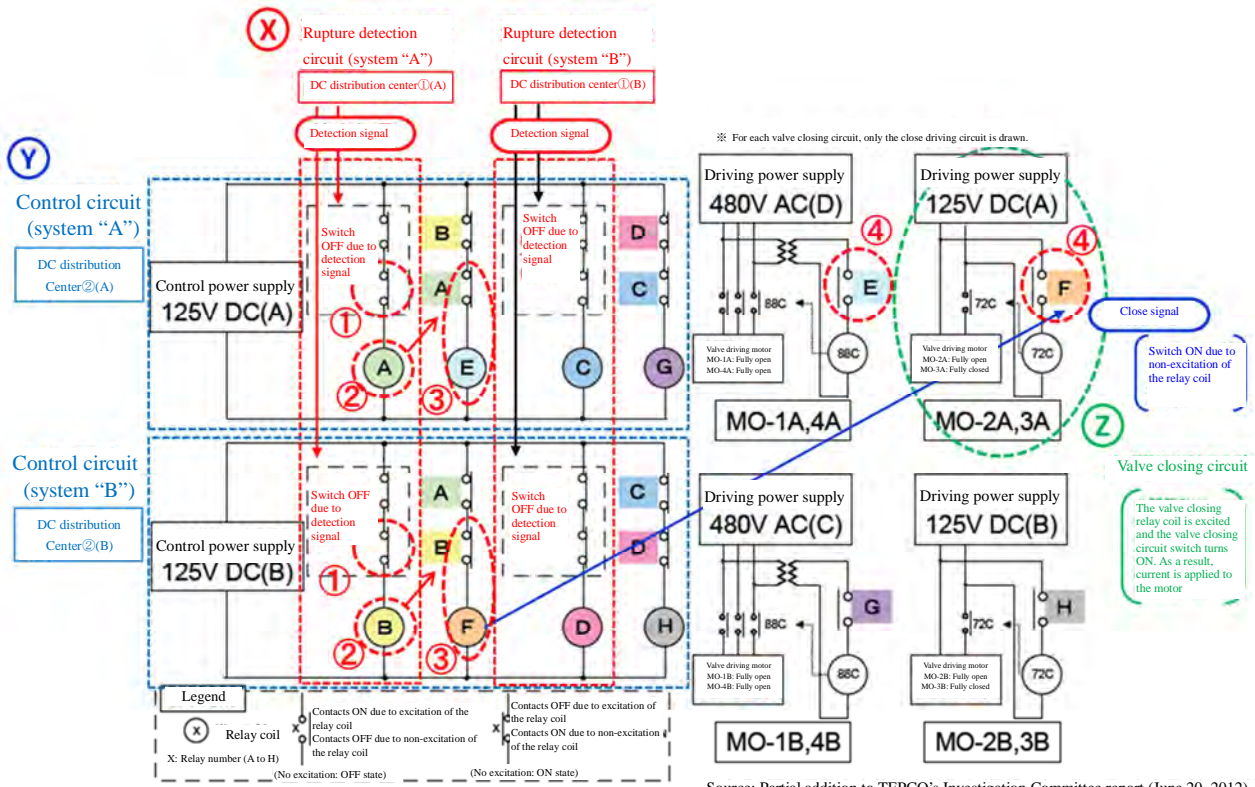 X
Rupture detection
circuit (system “A”)
DC distribution center①(A)
Detection signal
Rupture detection
circuit (system “B”)
DC distribution center①(B)
Detection signal
※ For each valve closing circuit, only the close driving circuit is drawn.
Y
Control circuit
(system “A”)
DC distribution
Center②(A)
Control power supply
125V DC(A)
Switch
OFF due to
detection
signal
①
②
A
B
A
③
E
Switch
OFF due to
detection
signal
C
D
C
G
Driving power supply
480V AC(D)
④
E
88C
88C
Valve driving motor
MO-1A: Fully open
MO-4A: Fully open
MO-1A,4A
Driving power supply
125V DC(A)
④
F
72C
72C
Valve driving motor
MO-2A: Fully open
MO-3A: Fully closed
MO-2A,3A
Close signal
Switch ON due to
non-excitation of
the relay coil
Z
Control circuit
(system “B”)
DC distribution
Center②(B)
Control power supply
125V DC(B)
Switch OFF
due to
detection
signal
①
②
B
A
B
③
F
Switch
OFF due to
detection
signal
D
C
D
H
Driving power supply
480V AC(C)
G
88C
88C
Valve driving motor
MO-1B: Fully open
MO-4B: Fully open
MO-1B,4B
Driving power supply
125V DC(B)
H
72C
72C
Valve driving motor
MO-2B: Fully open
MO-3B: Fully closed
MO-2B,3B
Valve closing circuit
The valve closing
relay coil is excited
and the valve closing
circuit switch turns
ON. As a result,
current is applied to
the motor
Legend
X
Relay coil
X: Relay number (A to H)
X
Contacts ON due to excitation of the
relay coil
Contacts OFF due to non-excitation of
the relay coil
(No excitation: OFF state)
X
Contacts OFF due to excitation of
the relay coil
Contacts ON due to non-excitation
of the relay coil
(No excitation: ON state)
Source: Partial addition to TEPCO’s Investigation Committee report (June 20, 2012)